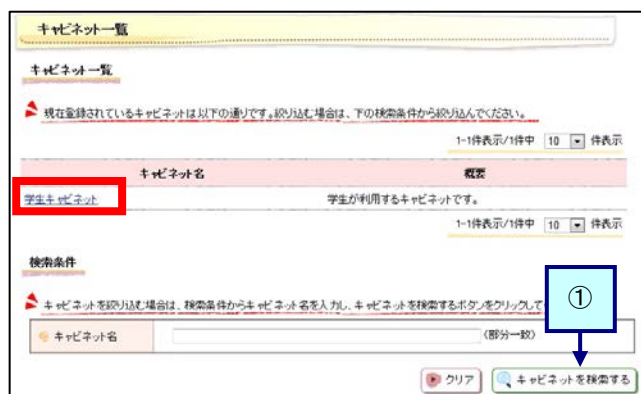 キャビネット一覧
キャビネット一覧
現在登録されているキャビネットは以下の通りです。絞り込む場合は、下の検索条件から絞り込んでください。
1-1件表示/1件中 10 件表示
キャビネット名 概要
学生キャビネット 学生が利用するキャビネットです。
1-1件表示/1件中 10 件表示
検索条件
キャビネットを絞り込む場合は、検索条件からキャビネット名を入力し、キャビネットを検索するボタンをクリックして
①
キャビネット名 (部分一致)
クリア キャビネットを検索する